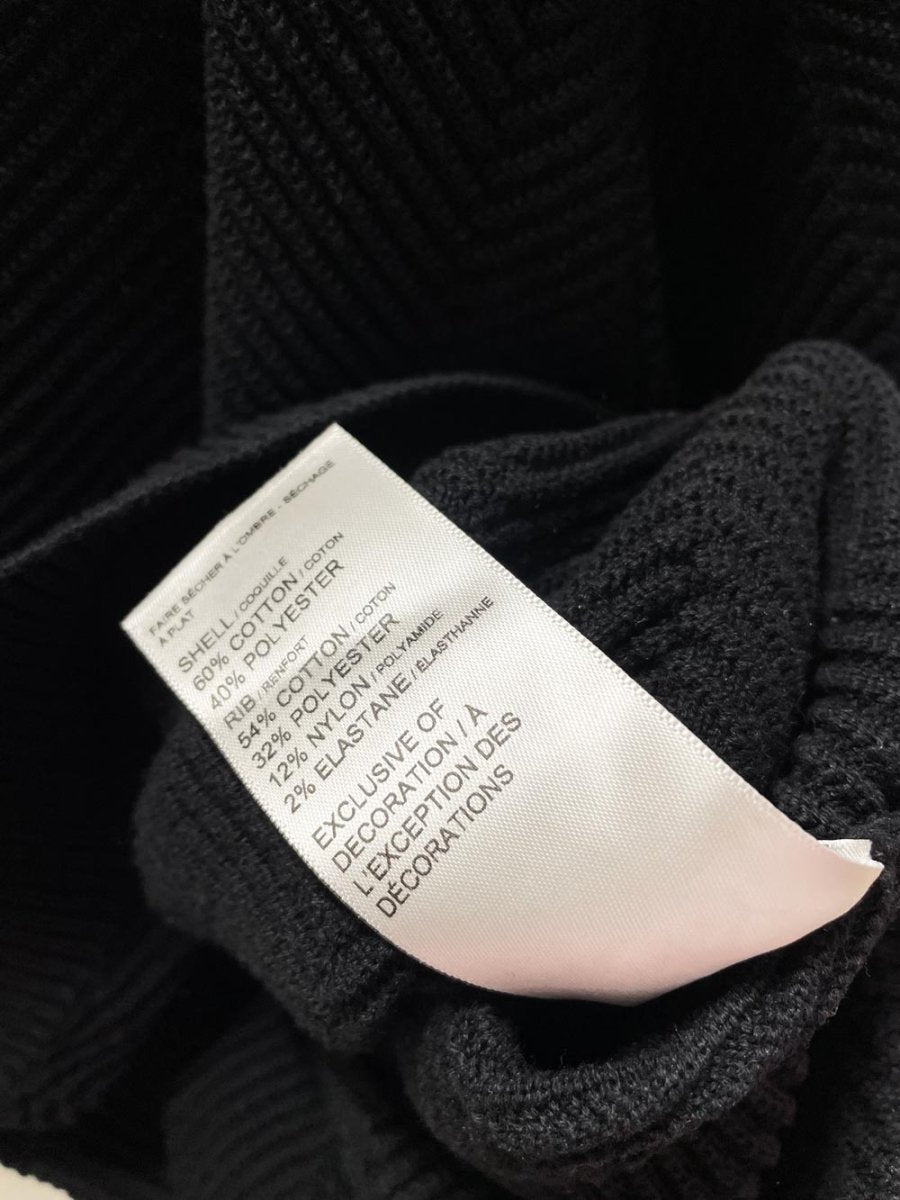 FAIRE SÉCHER À L'OMBRE - SÉCHAGE
À PLAT
SHELL / COQUILLE
60% COTTON / COTON
40% POLYESTER
RIB / RENFORT
54% COTTON / COTON
32% POLYESTER
12% NYLON / POLYAMIDE
2% ELASTANE / ÉLASTHANNE
EXCLUSIVE OF
DECORATION / À
L'EXCEPTION DES
DÉCORATIONS